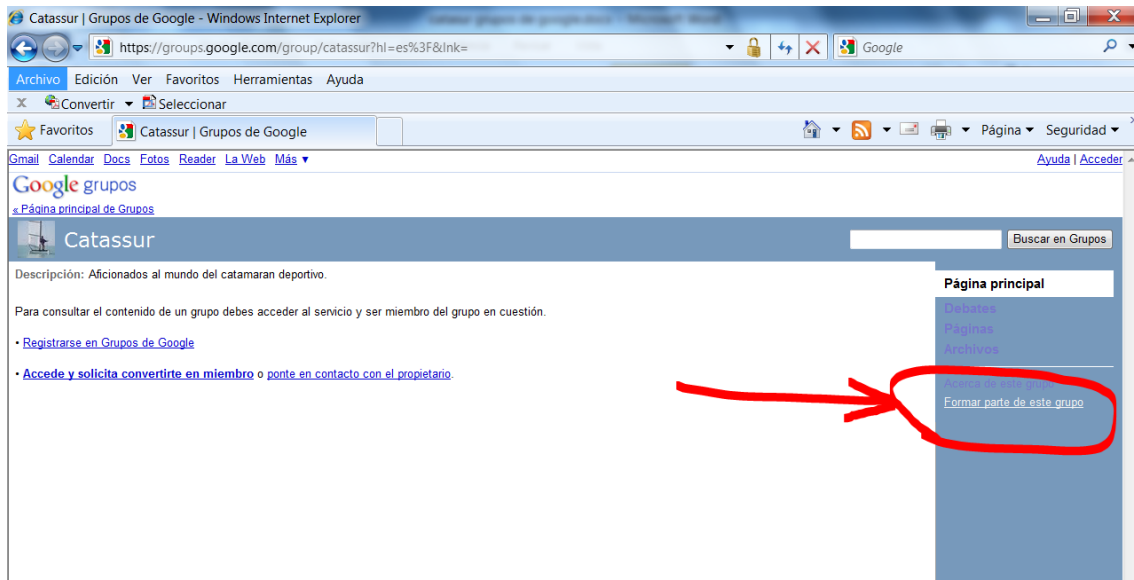 Catassur | Grupos de Google - Windows Internet Explorer
https://groups.google.com/group/catassur?hl=es%3F&lnk=
Google
Archivo Edición Ver Favoritos Herramientas Ayuda
x Convertir Seleccionar
Favoritos Catassur | Grupos de Google Página Seguridad
Gmail Calendar Docs Fotos Reader La Web Más Ayuda | Acceder
Google grupos
« Página principal de Grupos
Catassur Buscar en Grupos
Descripción: Aficionados al mundo del catamaran deportivo.
Para consultar el contenido de un grupo debes acceder al servicio y ser miembro del grupo en cuestión.
• Registrarse en Grupos de Google
• Accede y solicita convertirte en miembro o ponte en contacto con el propietario.
Página principal
Debates
Páginas
Archivos
Acerca de este grupo
Formar parte de este grupo